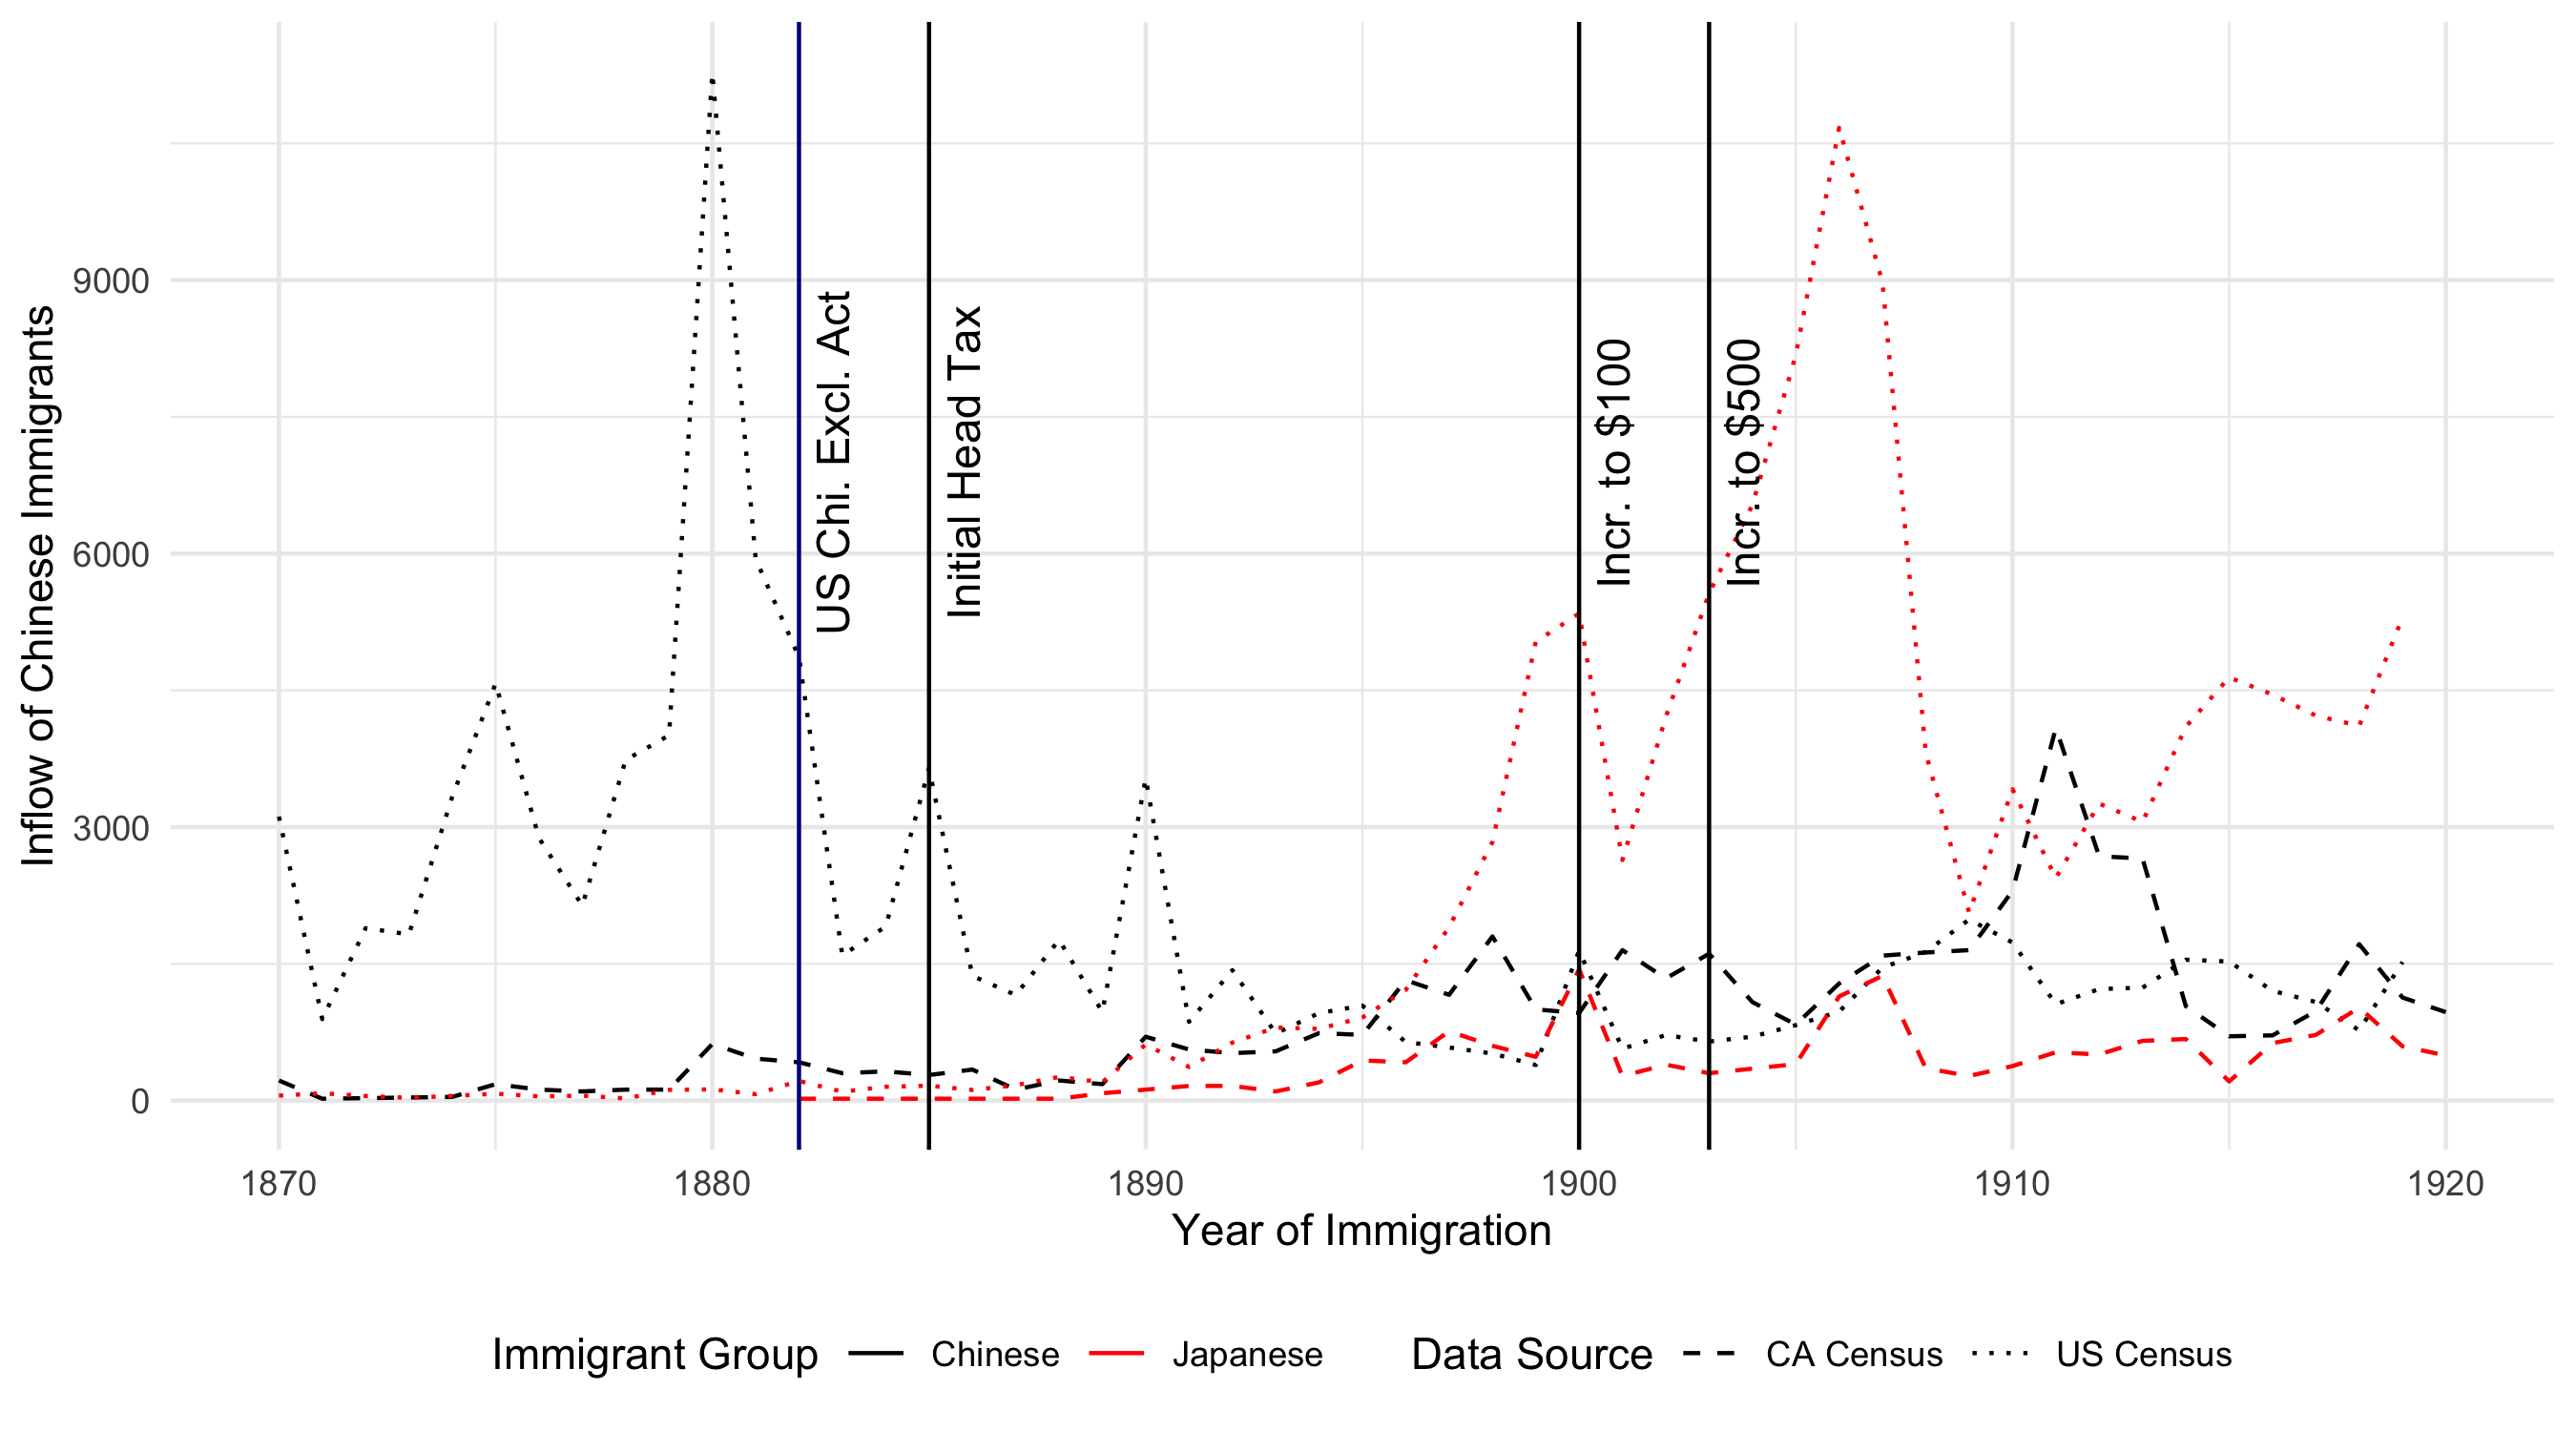 Inflow of Chinese Immigrants
9000
6000
3000
0
US Chi. Excl. Act
Initial Head Tax
Incr. to $100
Incr. to $500
1870 1880 1890 1900 1910 1920
Year of Immigration
Immigrant Group Chinese Japanese Data Source CA Census US Census